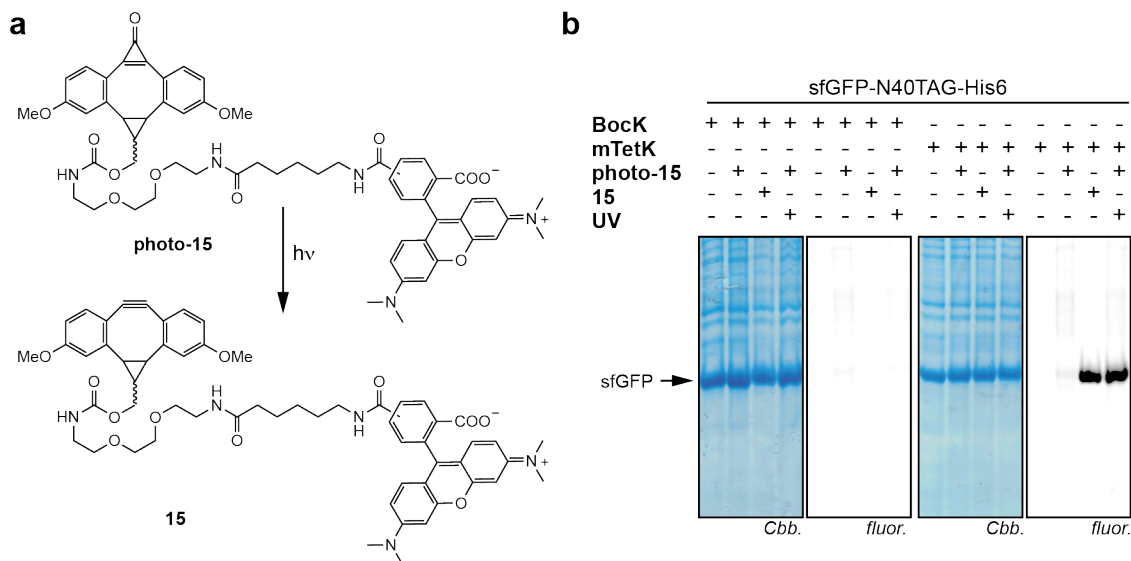 a
O
MeO
OMe
O
HN
O
O
O
H
N
O
N
H
O
COO⁻
N
+
O
N
photo-15
hν
MeO
OMe
O
HN
O
O
O
H
N
O
N
H
O
COO⁻
N
+
O
N
15
b
sfGFP-N40TAG-His6
BocK + + + + + + + + - - - - - - - -
mTetK - - - - - - - - + + + + + + + +
photo-15 - + - + - + - + - + - + - + - +
15 - - + - - - + - - - + - - - + -
UV - - - + - - - + - - - + - - - +
sfGFP
Cbb. fluor. Cbb. fluor.